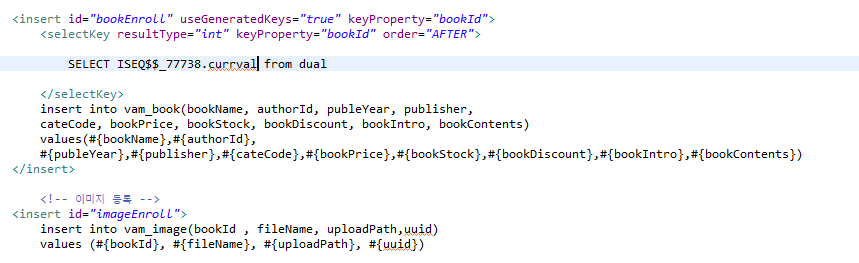 <insert id="bookEnroll" useGeneratedKeys="true" keyProperty="bookId">
<selectKey resultType="int" keyProperty="bookId" order="AFTER">
SELECT ISEQ$$_77738.currval from dual
</selectKey>
insert into vam_book(bookName, authorId, publeYear, publisher,
cateCode, bookPrice, bookStock, bookDiscount, bookIntro, bookContents)
values(#{bookName},#{authorId},
#{publeYear},#{publisher},#{cateCode},#{bookPrice},#{bookStock},#{bookDiscount},#{bookIntro},#{bookContents})
</insert>
<!-- 이미지 등록 -->
<insert id="imageEnroll">
insert into vam_image(bookId , fileName, uploadPath,uuid)
values (#{bookId}, #{fileName}, #{uploadPath}, #{uuid})